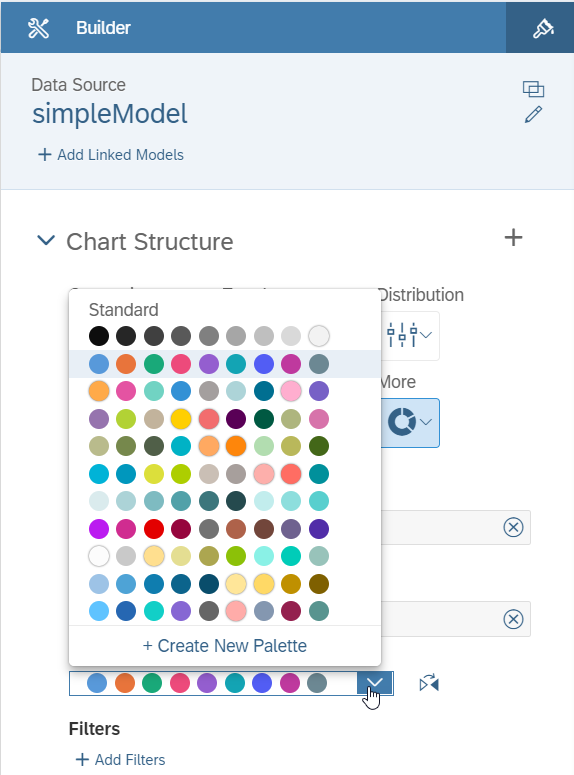 Builder
Data Source
simpleModel
+ Add Linked Models
Chart Structure
Distribution
Standard
More
+ Create New Palette
Filters
+ Add Filters